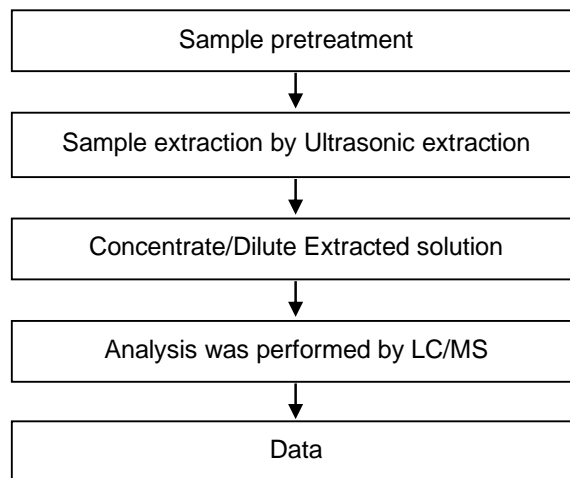 Sample pretreatment
Sample extraction by Ultrasonic extraction
Concentrate/Dilute Extracted solution
Analysis was performed by LC/MS
Data